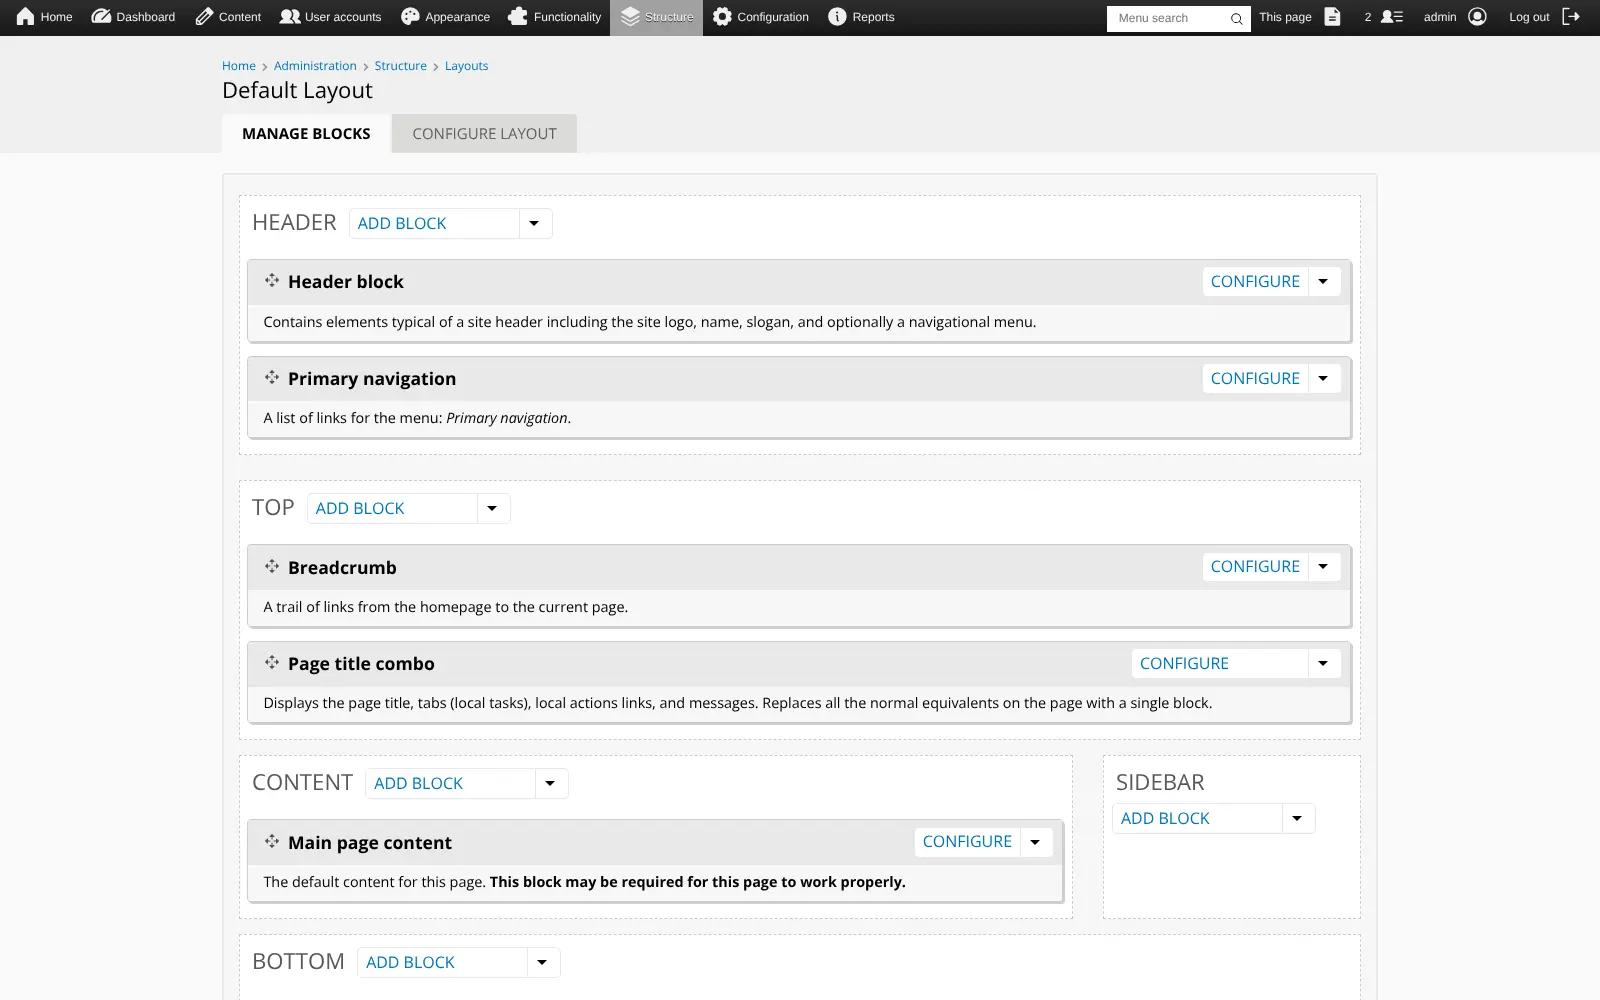 Home Dashboard Content User accounts Appearance Functionality Structure Configuration Reports Menu search This page 2 admin Log out
Home › Administration › Structure › Layouts
Default Layout
MANAGE BLOCKS CONFIGURE LAYOUT
HEADER ADD BLOCK
Header block CONFIGURE
Contains elements typical of a site header including the site logo, name, slogan, and optionally a navigational menu.
Primary navigation CONFIGURE
A list of links for the menu: Primary navigation.
TOP ADD BLOCK
Breadcrumb CONFIGURE
A trail of links from the homepage to the current page.
Page title combo CONFIGURE
Displays the page title, tabs (local tasks), local actions links, and messages. Replaces all the normal equivalents on the page with a single block.
CONTENT ADD BLOCK
Main page content CONFIGURE
The default content for this page. This block may be required for this page to work properly.
SIDEBAR
ADD BLOCK
BOTTOM ADD BLOCK